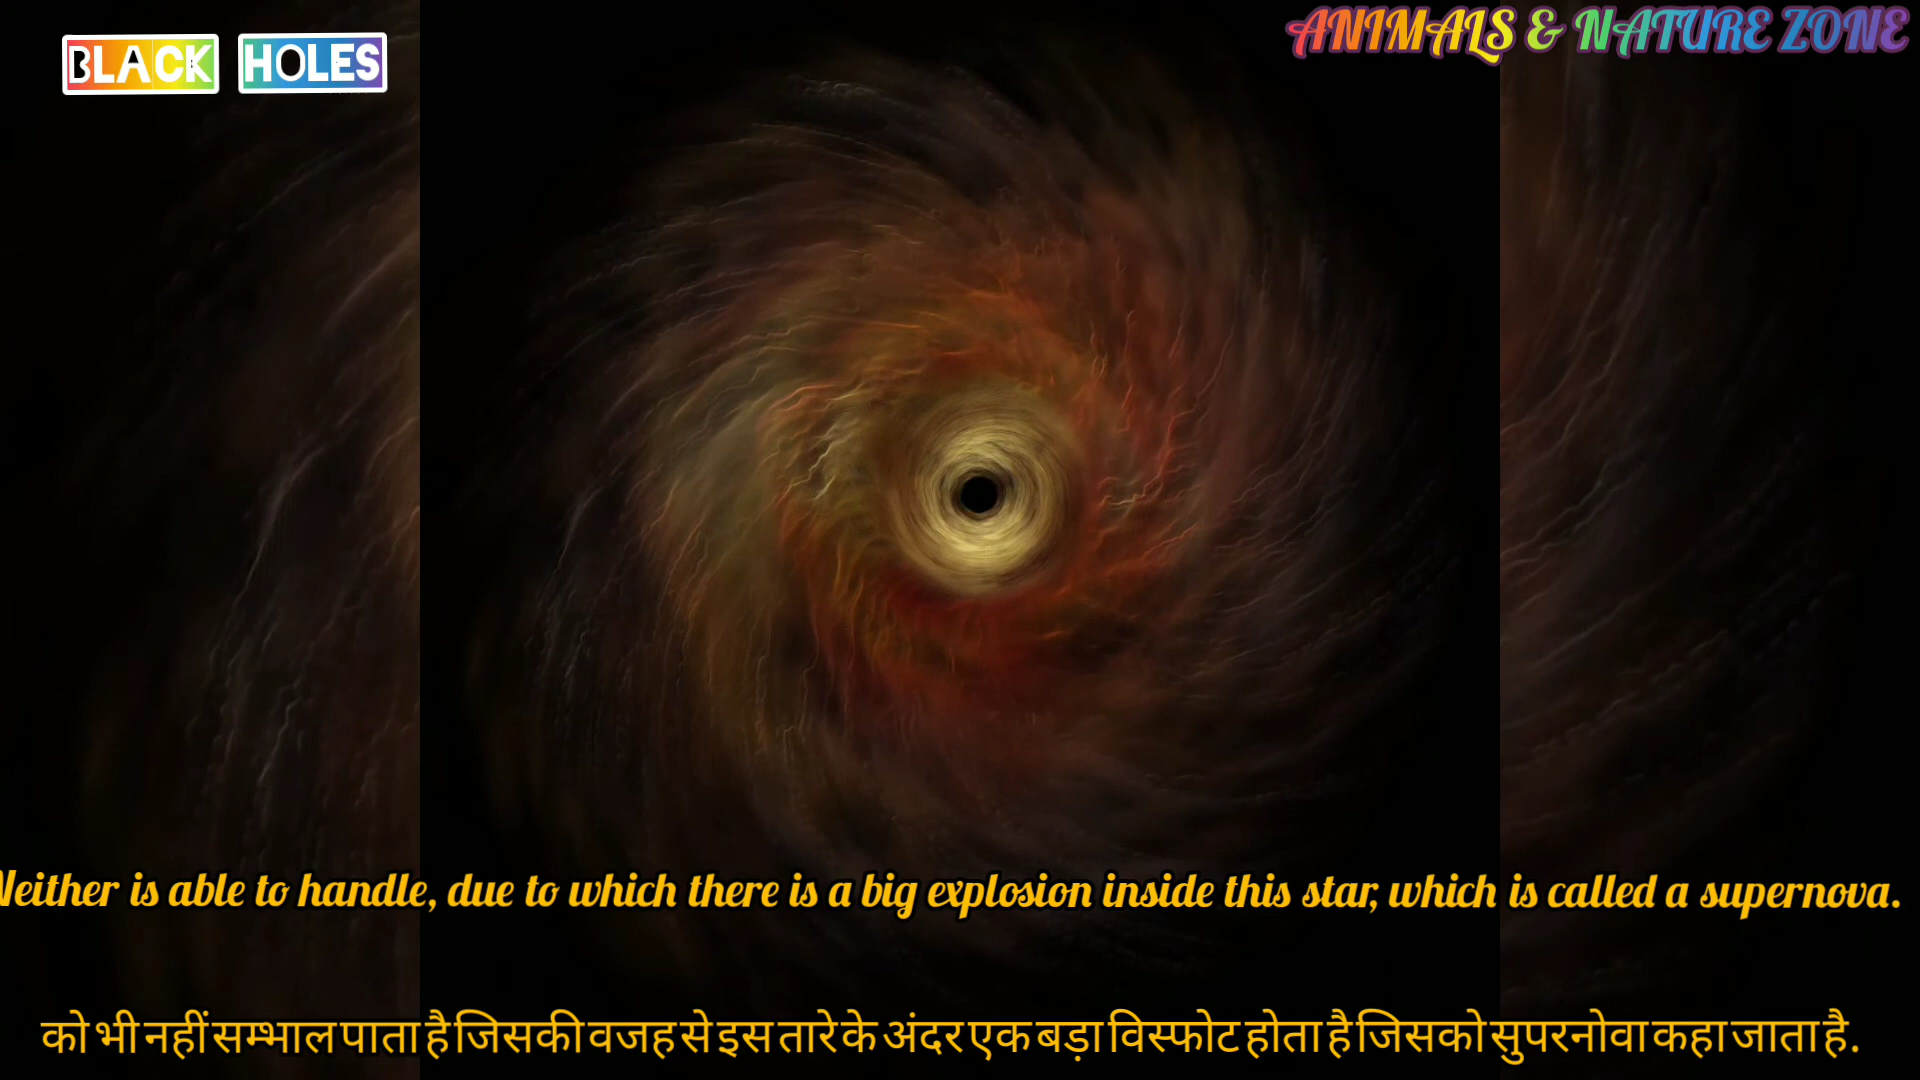 BLACK HOLES
ANIMALS & NATURE ZONE
Neither is able to handle, due to which there is a big explosion inside this star, which is called a supernova.
को भी नहीं सम्भाल पाता है जिसकी वजह से इस तारे के अंदर एक बड़ा विस्फोट होता है जिसको सुपरनोवा कहा जाता है.